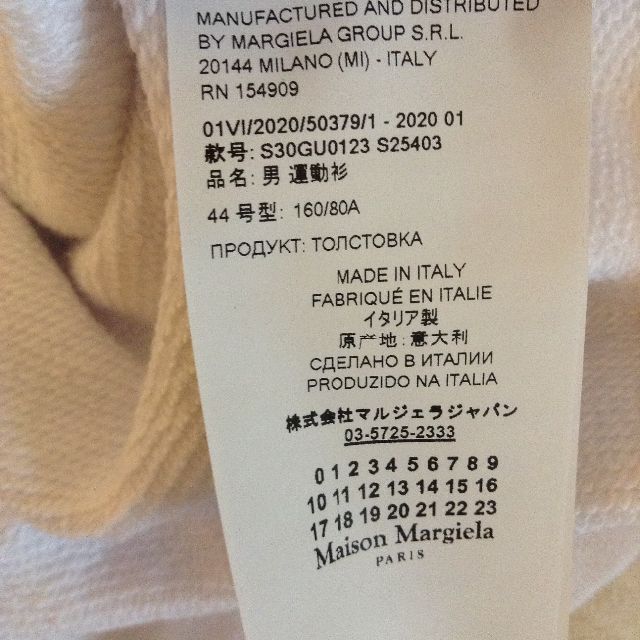 MANUFACTURED AND DISTRIBUTED
BY MARGIELA GROUP S.R.L.
20144 MILANO (MI) - ITALY
RN 154909
01VI/2020/50379/1 - 2020 01
款号: S30GU0123 S25403
品名: 男 運動衫
44 号型: 160/80A
ПРОДУКТ: ТОЛСТОВКА
MADE IN ITALY
FABRIQUÉ EN ITALIE
イタリア製
原产地: 意大利
СДЕЛАНО В ИТАЛИИ
PRODUZIDO NA ITALIA
株式会社マルジェラジャパン
03-5725-2333
0 1 2 3 4 5 6 7 8 9
10 11 12 13 14 15 16
17 18 19 20 21 22 23
Maison Margiela
PARIS